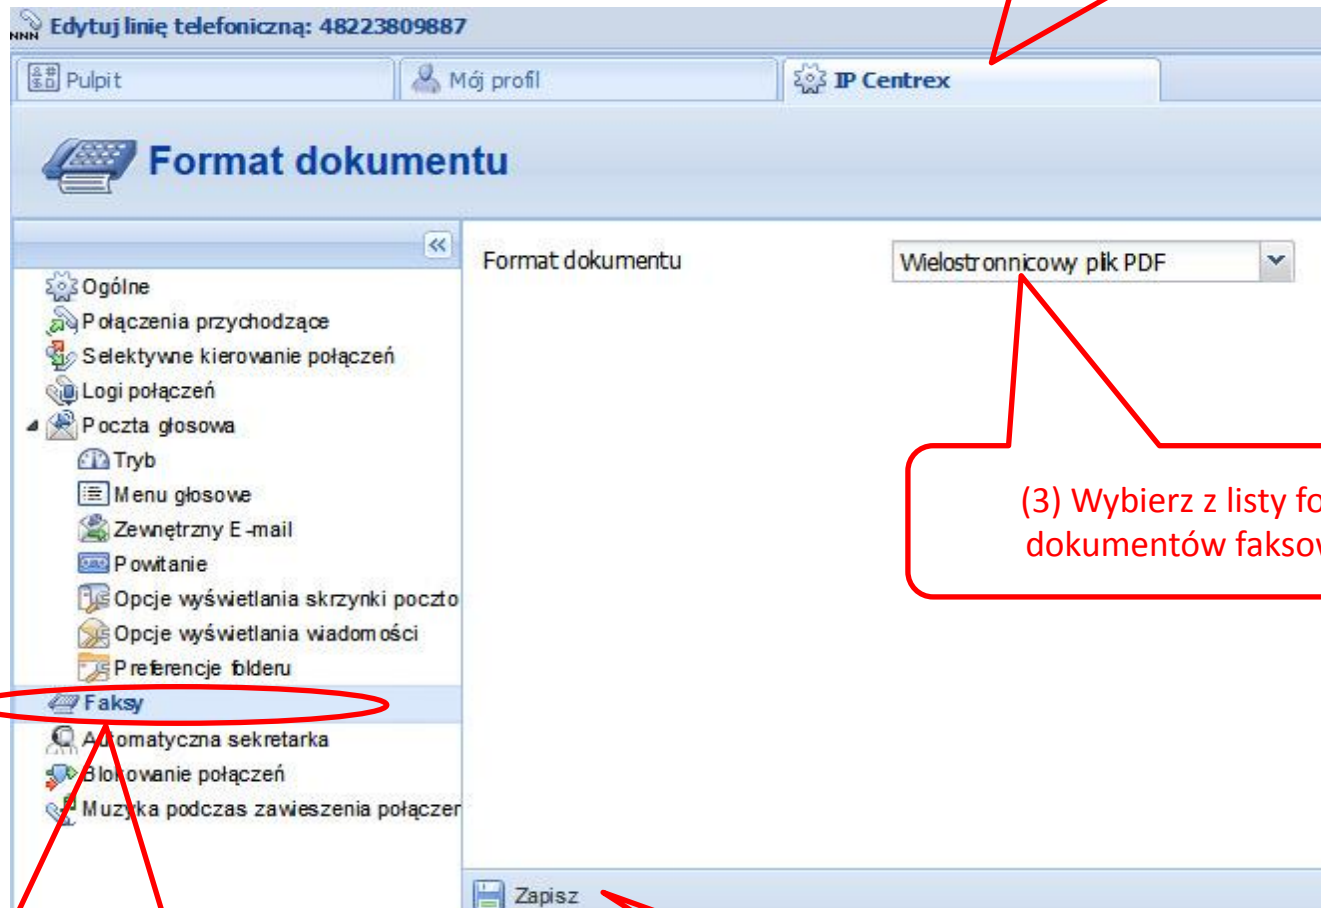 NNN Edytuj linię telefoniczną: 48223809887
Pulpit
Mój profil
IP Centrex
Format dokumentu
Format dokumentu
Wielostronnicowy plik PDF
Ogólne
Połączenia przychodzące
Selektywne kierowanie połączeń
Logi połączeń
Poczta głosowa
Tryb
Menu głosowe
Zewnętrzny E-mail
Powitanie
Opcje wyświetlania skrzynki poczto
Opcje wyświetlania wiadomości
Preferencje folderu
Faksy
Automatyczna sekretarka
Blokowanie połączeń
Muzyka podczas zawieszenia połączeń
(3) Wybierz z listy fo
dokumentów fakso
Zapisz